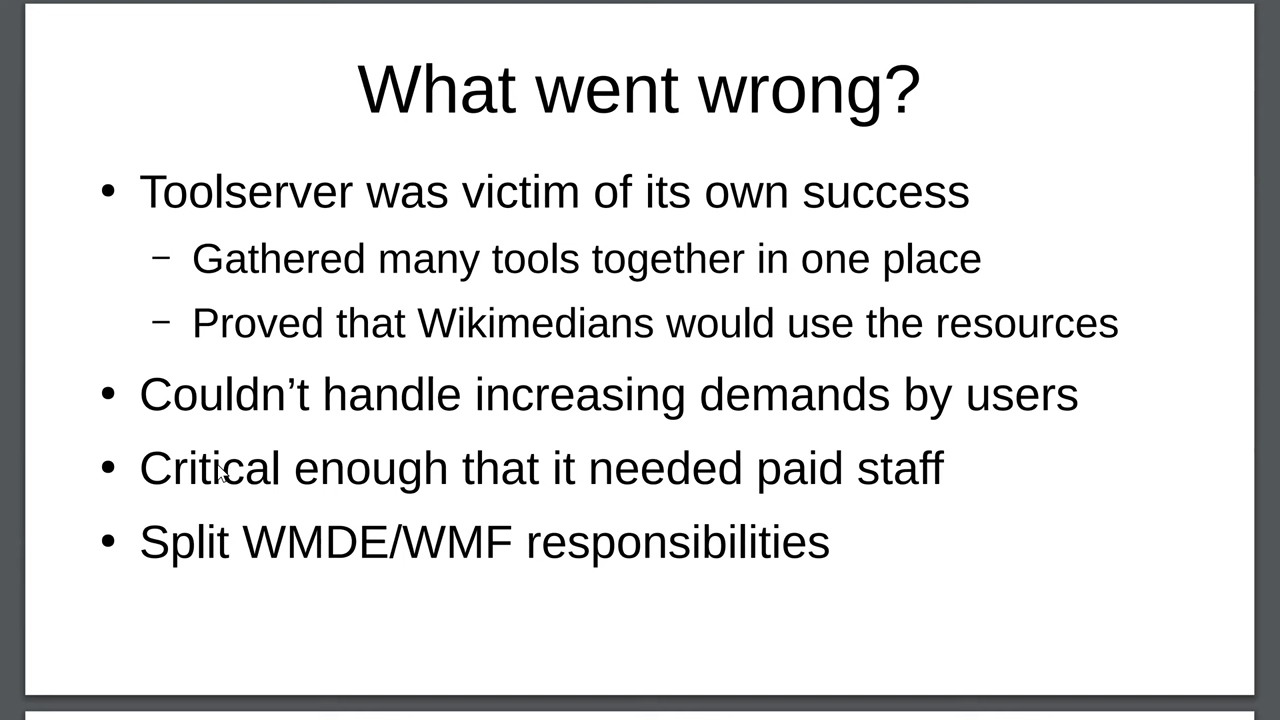 What went wrong?
• Toolserver was victim of its own success
– Gathered many tools together in one place
– Proved that Wikimedians would use the resources
• Couldn’t handle increasing demands by users
• Critical enough that it needed paid staff
• Split WMDE/WMF responsibilities